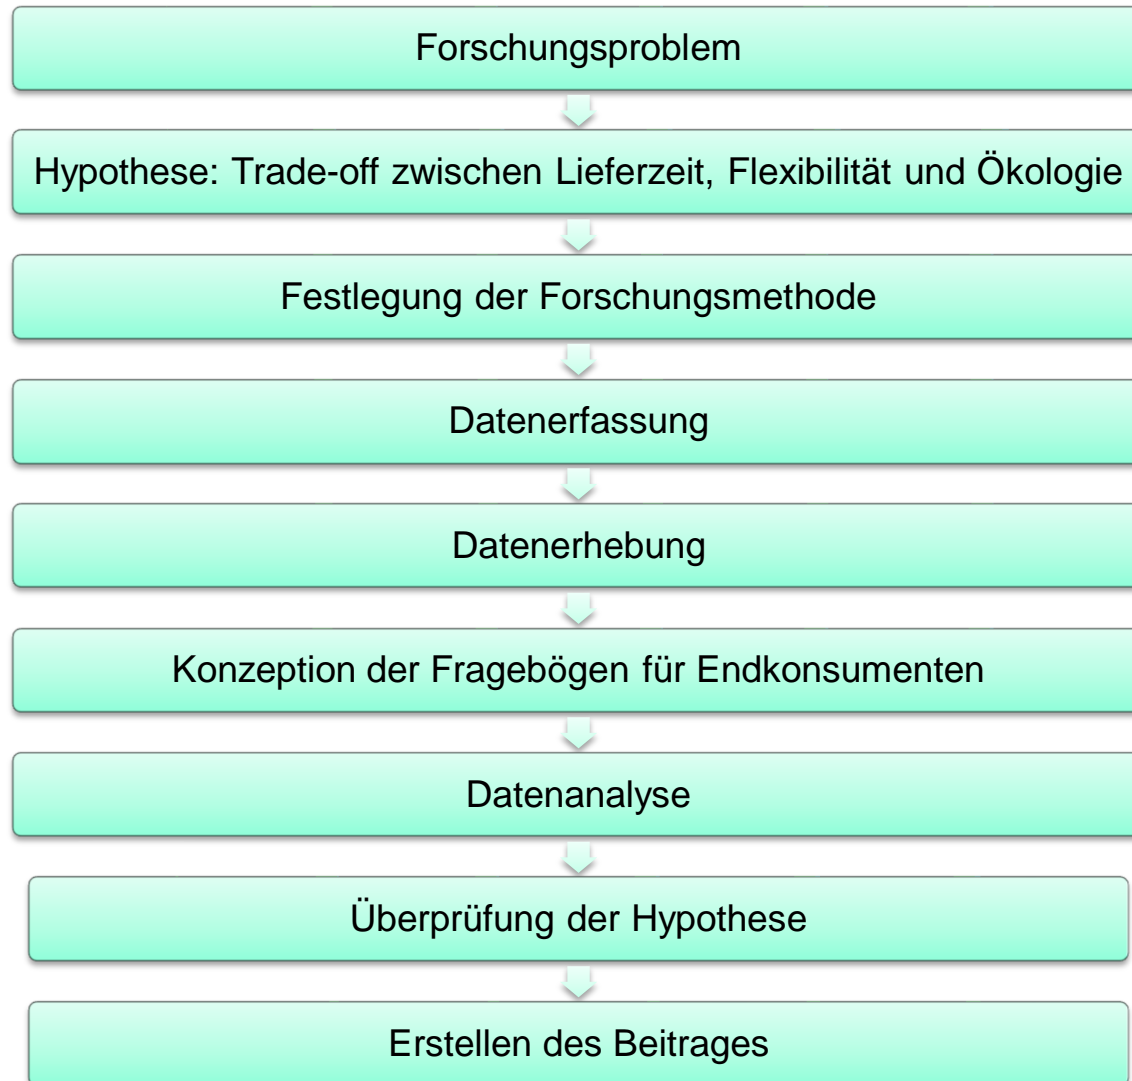 Forschungsproblem
Hypothese: Trade-off zwischen Lieferzeit, Flexibilität und Ökologie
Festlegung der Forschungsmethode
Datenerfassung
Datenerhebung
Konzeption der Fragebögen für Endkonsumenten
Datenanalyse
Überprüfung der Hypothese
Erstellen des Beitrages